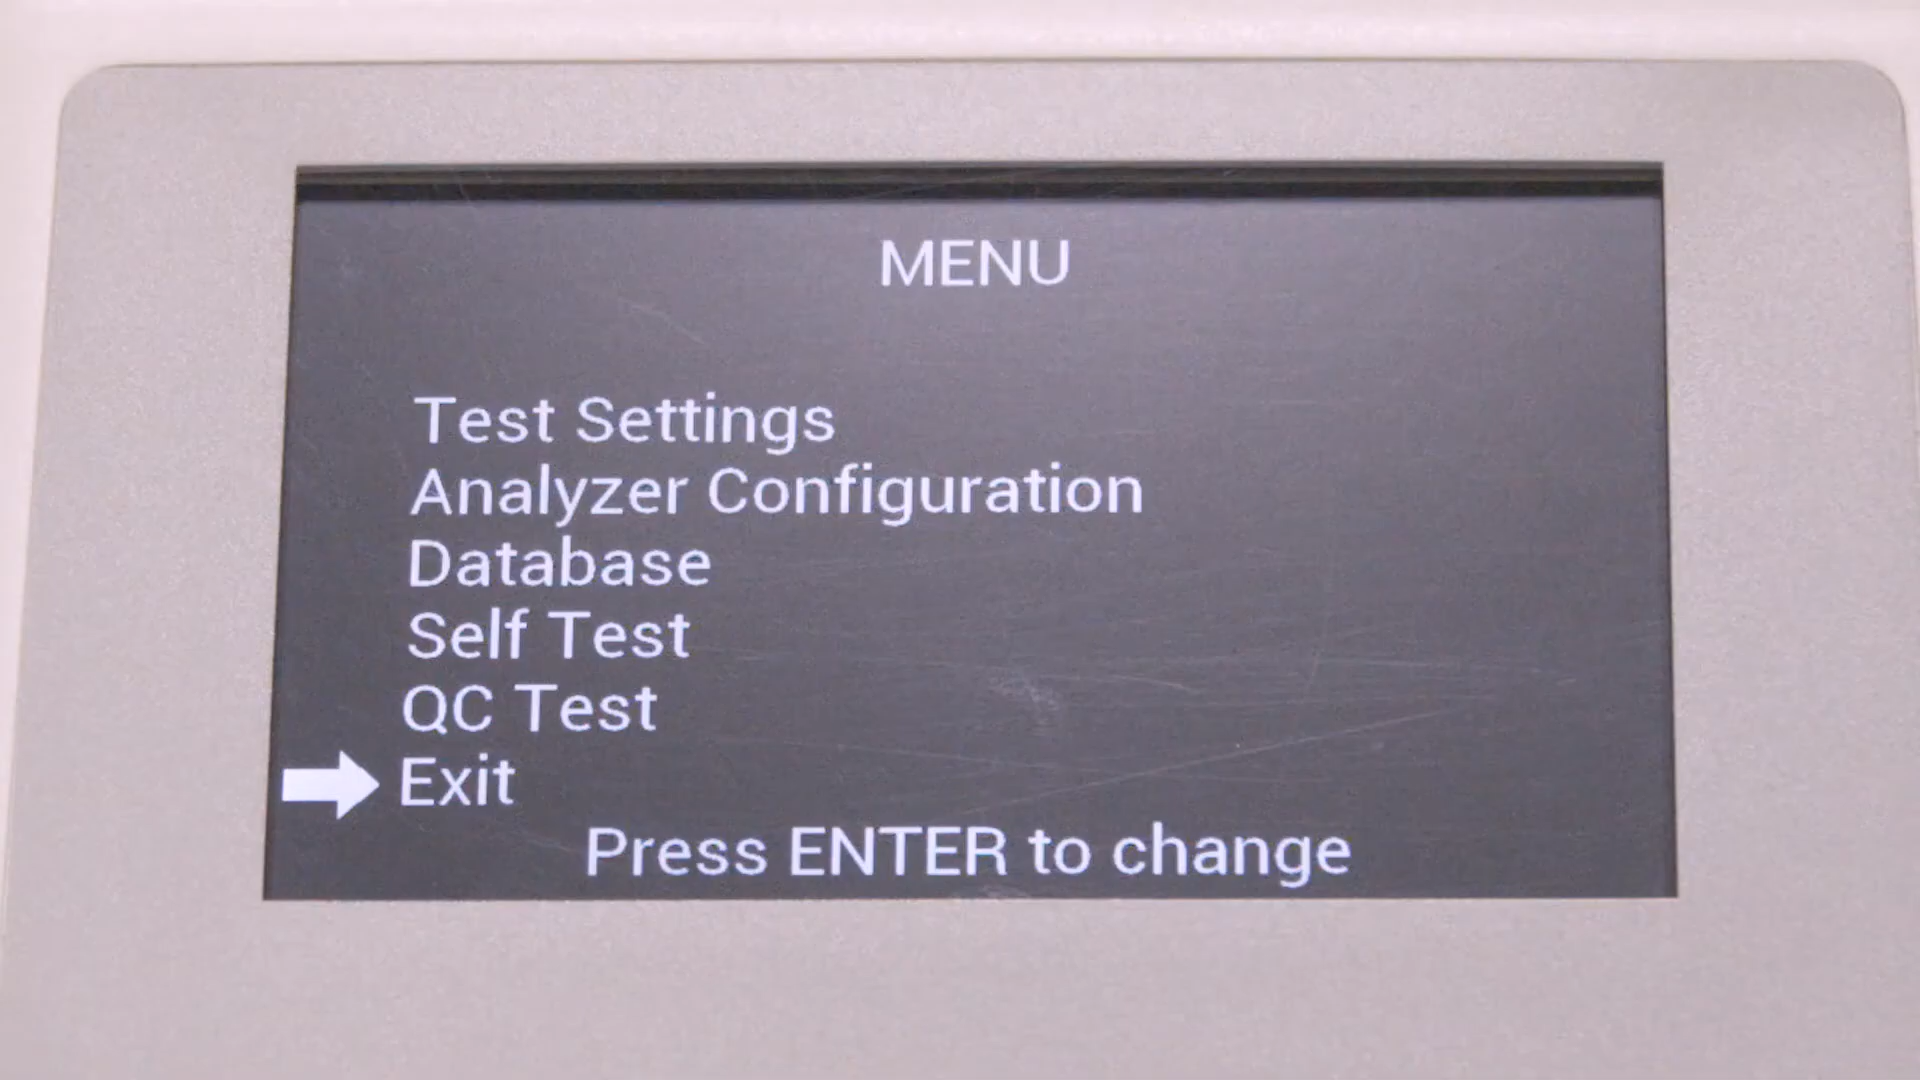 MENU
Test Settings
Analyzer Configuration
Database
Self Test
QC Test
Exit
Press ENTER to change